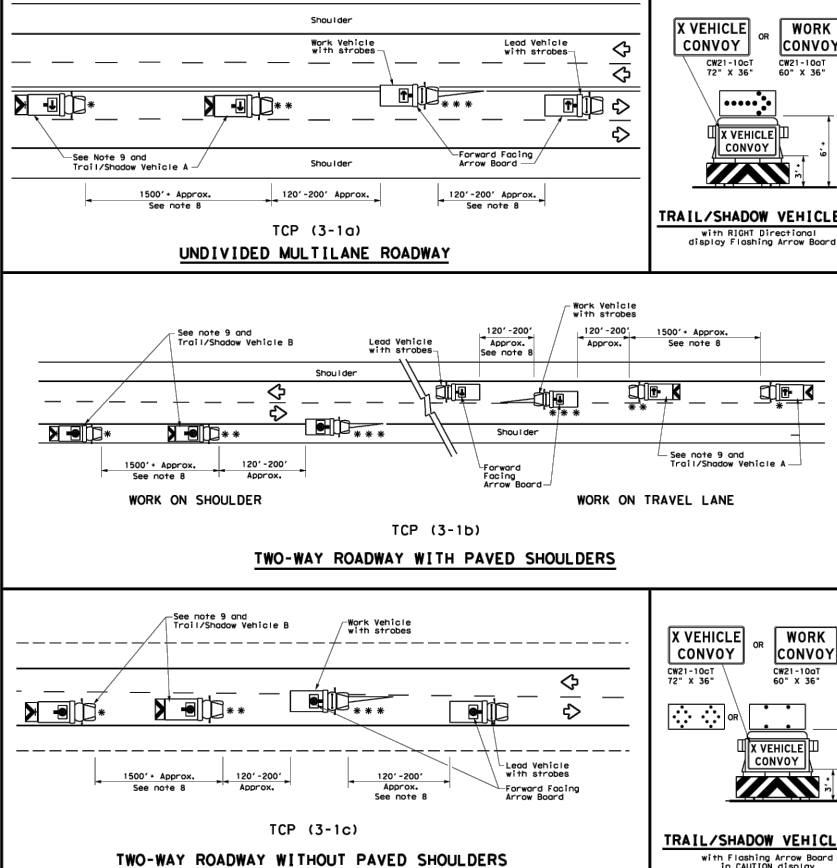 Shoulder
Work Vehicle
with strobes
Lead Vehicle
with strobes
*
* *
* * *
See Note 9 and
Trail/Shadow Vehicle A
Shoulder
Forward Facing
Arrow Board
1500'+ Approx.
See note 8
120'-200' Approx.
120'-200' Approx.
See note 8
TCP (3-1a)
UNDIVIDED MULTILANE ROADWAY
X VEHICLE
CONVOY
OR
WORK
CONVOY
CW21-10cT
72" X 36"
CW21-10aT
60" X 36"
X VEHICLE
CONVOY
6'+
3'+
TRAIL/SHADOW VEHICLE
with RIGHT Directional
display Flashing Arrow Board
See note 9 and
Trail/Shadow Vehicle B
Lead Vehicle
with strobes
Work Vehicle
with strobes
120'-200'
Approx.
See note 8
120'-200'
Approx.
1500'+ Approx.
See note 8
Shoulder
*
* *
* * *
* * *
* *
*
Shoulder
1500'+ Approx.
See note 8
120'-200'
Approx.
Forward
Facing
Arrow Board
See note 9 and
Trail/Shadow Vehicle A
WORK ON SHOULDER
WORK ON TRAVEL LANE
TCP (3-1b)
TWO-WAY ROADWAY WITH PAVED SHOULDERS
See note 9 and
Trail/Shadow Vehicle B
Work Vehicle
with strobes
*
* *
* * *
Lead Vehicle
with strobes
Forward Facing
Arrow Board
1500'+ Approx.
See note 8
120'-200'
Approx.
120'-200'
Approx.
See note 8
TCP (3-1c)
TWO-WAY ROADWAY WITHOUT PAVED SHOULDERS
X VEHICLE
CONVOY
OR
WORK
CONVOY
CW21-10cT
72" X 36"
CW21-10aT
60" X 36"
OR
X VEHICLE
CONVOY
3'+
TRAIL/SHADOW VEHICL
with Flashing Arrow Board
in CAUTION display